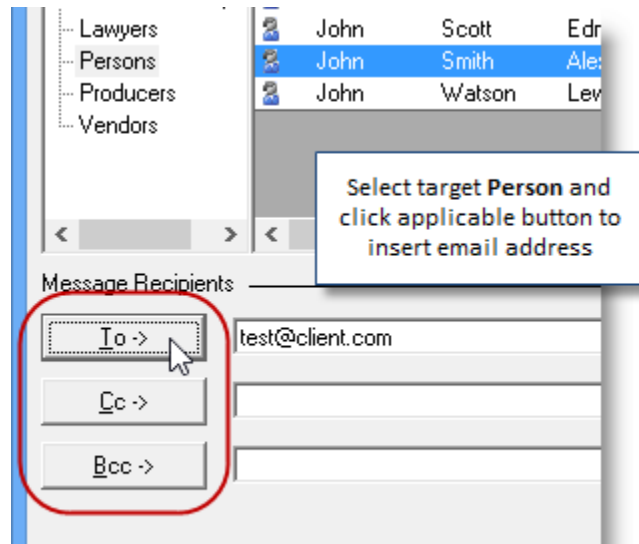 Lawyers
Persons
Producers
Vendors
John Scott
John Smith
John Watson
Select target Person and
click applicable button to
insert email address
Message Recipients
To ->
test@client.com
Cc ->
Bcc ->